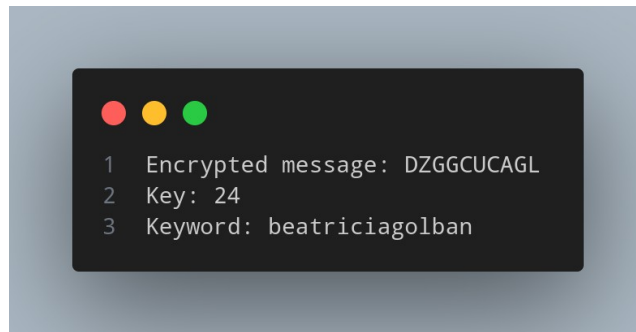 1 Encrypted message: DZGGCUCAGL
2 Key: 24
3 Keyword: beatriciagolban